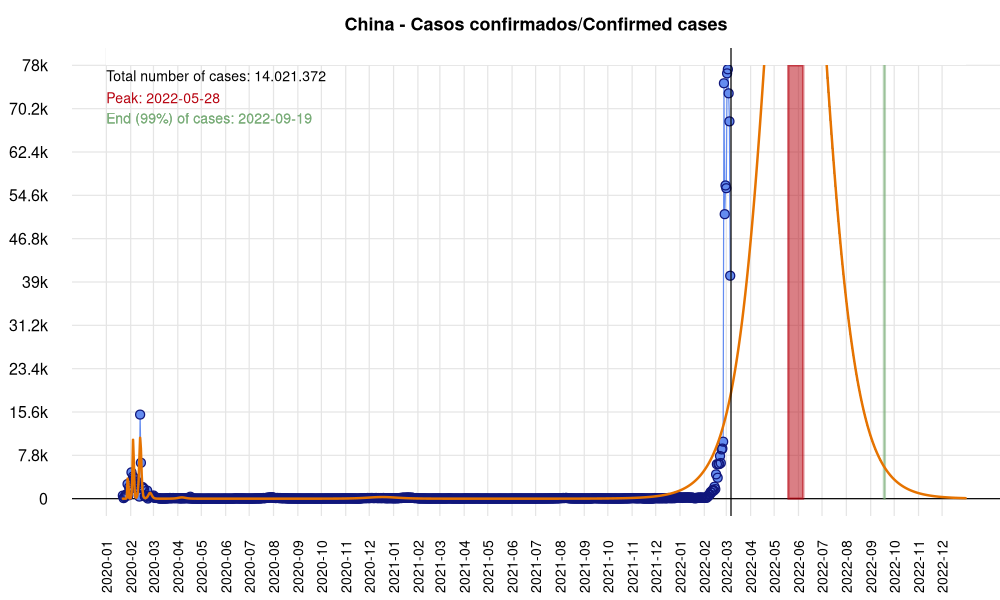 China - Casos confirmados/Confirmed cases
Total number of cases: 14.021.372
Peak: 2022-05-28
End (99%) of cases: 2022-09-19
78k
70.2k
62.4k
54.6k
46.8k
39k
31.2k
23.4k
15.6k
7.8k
0
2020-01
2020-02
2020-03
2020-04
2020-05
2020-06
2020-07
2020-08
2020-09
2020-10
2020-11
2020-12
2021-01
2021-02
2021-03
2021-04
2021-05
2021-06
2021-07
2021-08
2021-09
2021-10
2021-11
2021-12
2022-01
2022-02
2022-03
2022-04
2022-05
2022-06
2022-07
2022-08
2022-09
2022-10
2022-11
2022-12